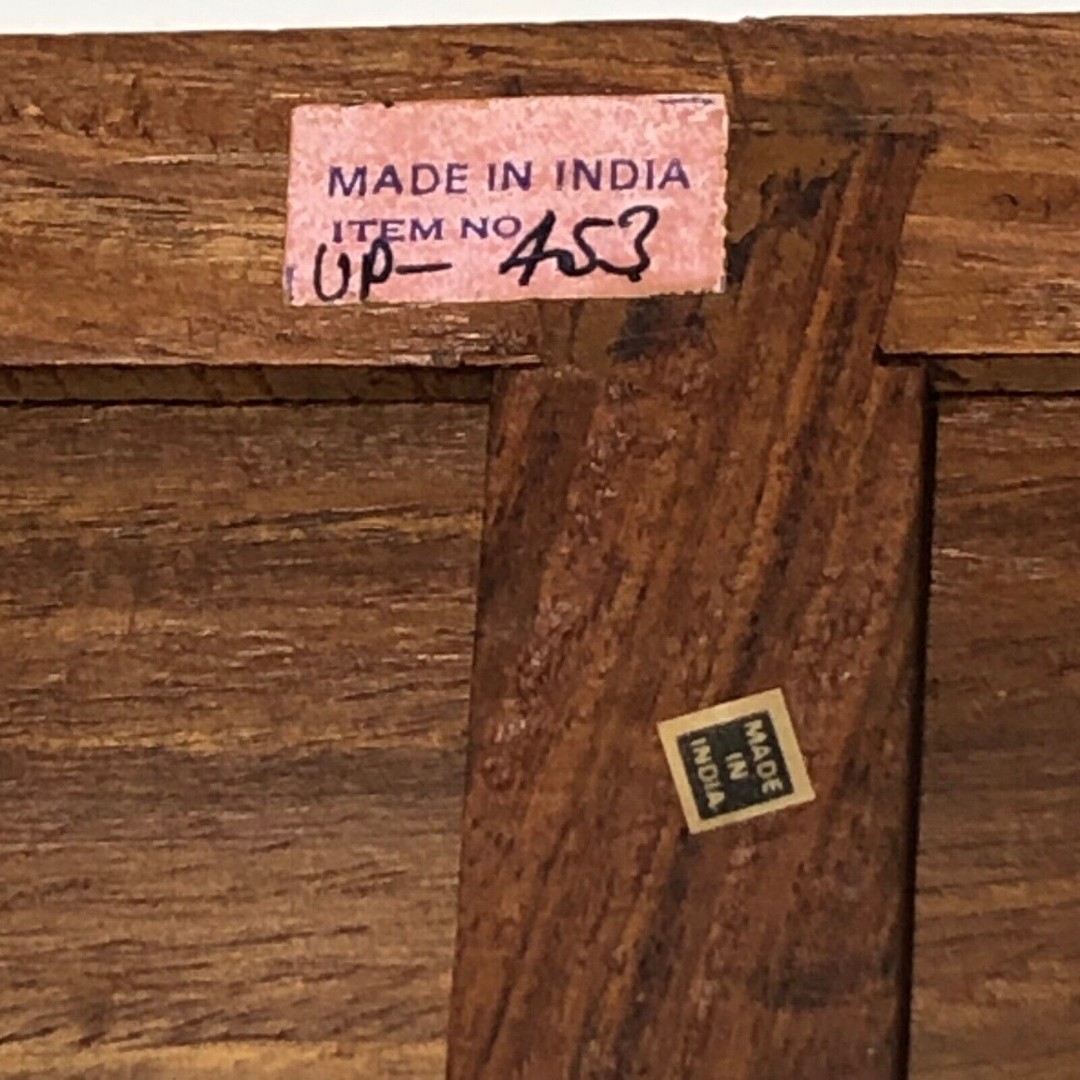 MADE IN INDIA
ITEM NO
UP- 453
MADE
IN
INDIA